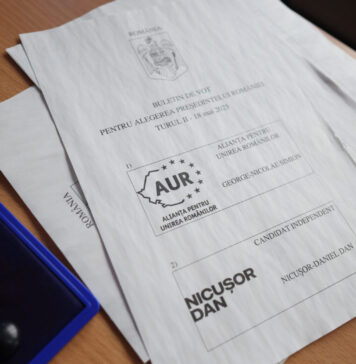 ROMÂNIA
BULETIN DE VOT
PENTRU ALEGEREA PREȘEDINTELUI ROMÂNIEI
TURUL II - 18 mai 2025
1)
ALIANȚA PENTRU
UNIREA ROMÂNILOR
AUR
ALIANȚA PENTRU
UNIREA ROMÂNILOR
GEORGE-NICOLAE SIMION
2)
CANDIDAT INDEPENDENT
NICUȘOR
DAN
NICUȘOR-DANIEL DAN
ROMÂNIA